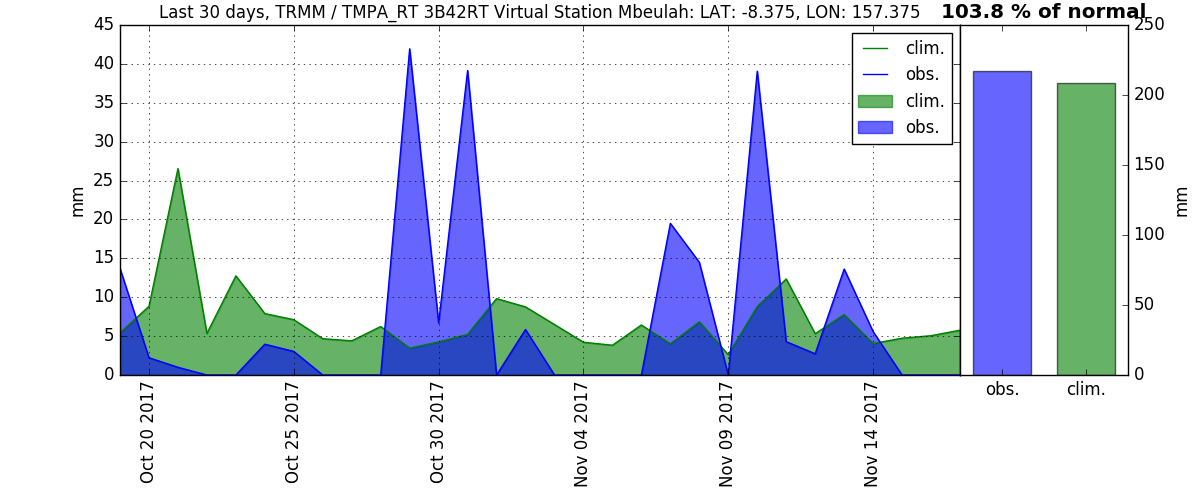 Last 30 days, TRMM / TMPA_RT 3B42RT Virtual Station Mbeulah: LAT: -8.375, LON: 157.375
103.8 % of normal
mm
45
40
35
30
25
20
15
10
5
0
clim.
obs.
clim.
obs.
Oct 20 2017
Oct 25 2017
Oct 30 2017
Nov 04 2017
Nov 09 2017
Nov 14 2017
250
200
150
100
50
0
mm
obs.
clim.